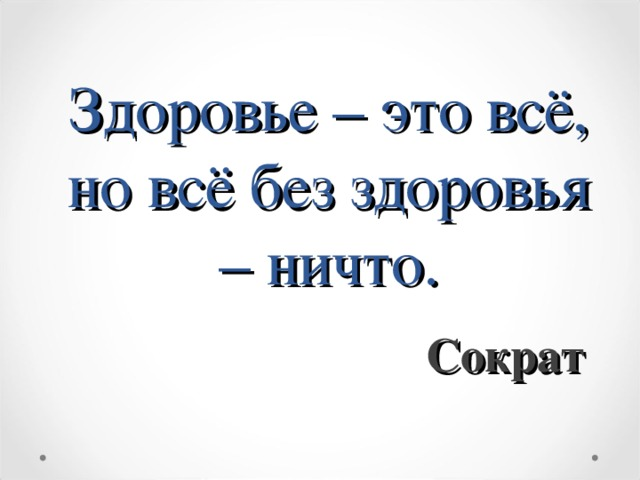 Здоровье – это всё,
но всё без здоровья
– ничто.
Сократ